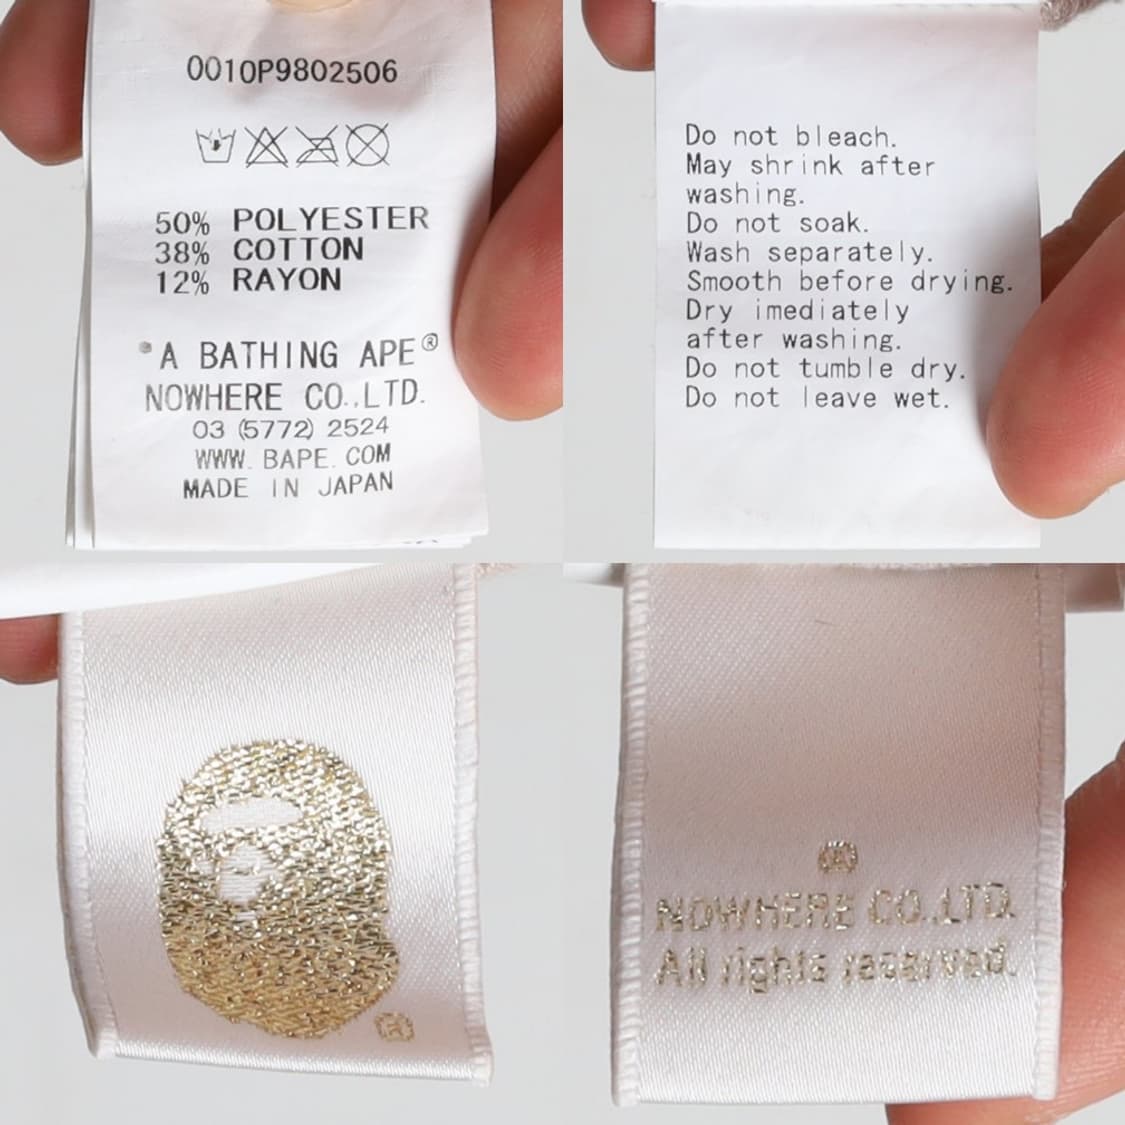 0010P9802506
50% POLYESTER
38% COTTON
12% RAYON
®A BATHING APE®
NOWHERE CO.,LTD.
03 (5772) 2524
WWW. BAPE. COM
MADE IN JAPAN
Do not bleach.
May shrink after
washing.
Do not soak.
Wash separately.
Smooth before drying.
Dry imediately
after washing.
Do not tumble dry.
Do not leave wet.
®
®
NOWHERE CO.,LTD.
All rights reserved.